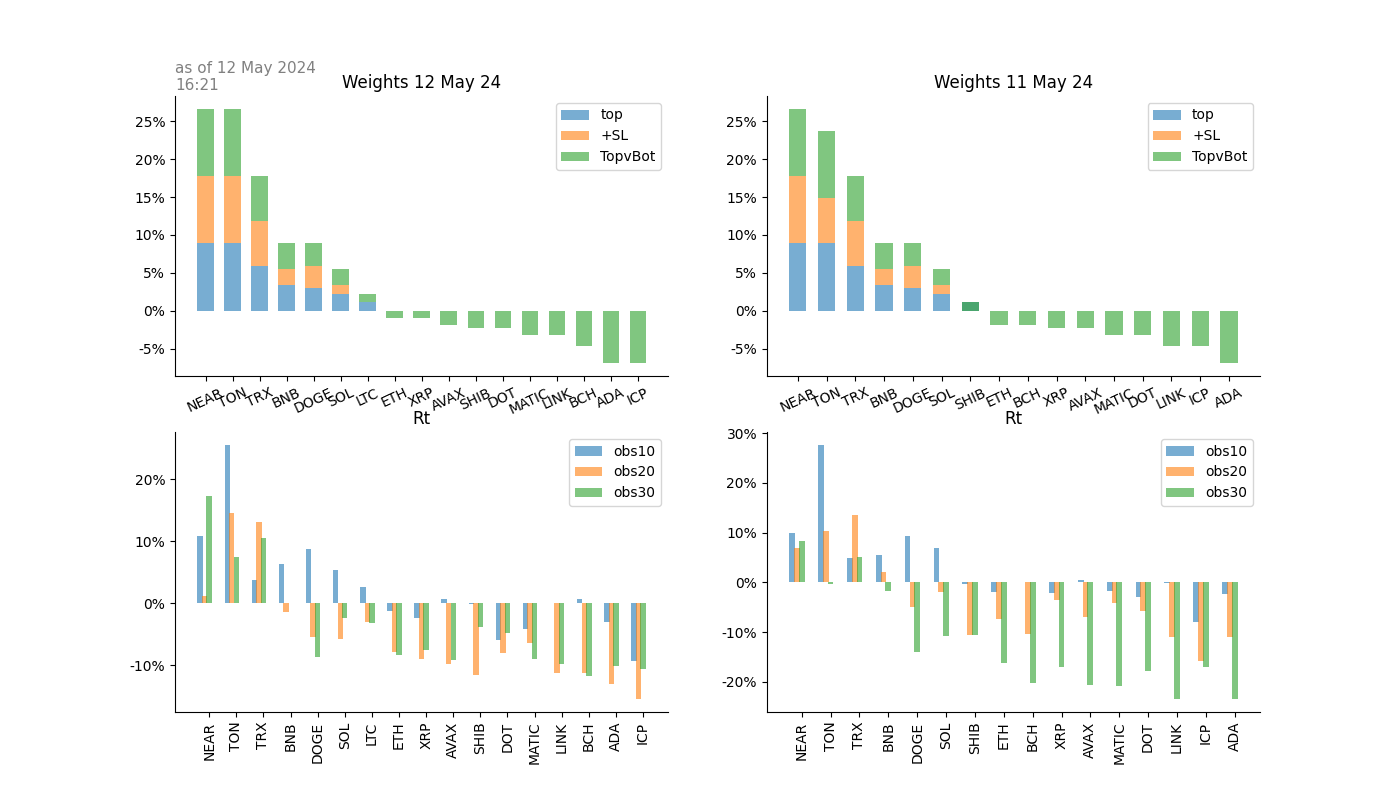 as of 12 May 2024
16:21
Weights 12 May 24
25%
20%
15%
10%
5%
0%
-5%
top
+SL
TopvBot
NEAR TON TRX BNB DOGE SOL LTC ETH XRP AVAX SHIB DOT MATIC LINK BCH ADA ICP
Weights 11 May 24
25%
20%
15%
10%
5%
0%
-5%
top
+SL
TopvBot
NEAR TON TRX BNB DOGE SOL SHIB ETH BCH XRP AVAX MATIC DOT LINK ICP ADA
Rt
20%
10%
0%
-10%
obs10
obs20
obs30
NEAR TON TRX BNB DOGE SOL LTC ETH XRP AVAX SHIB DOT MATIC LINK BCH ADA ICP
Rt
30%
20%
10%
0%
-10%
-20%
obs10
obs20
obs30
NEAR TON TRX BNB DOGE SOL SHIB ETH BCH XRP AVAX MATIC DOT LINK ICP ADA